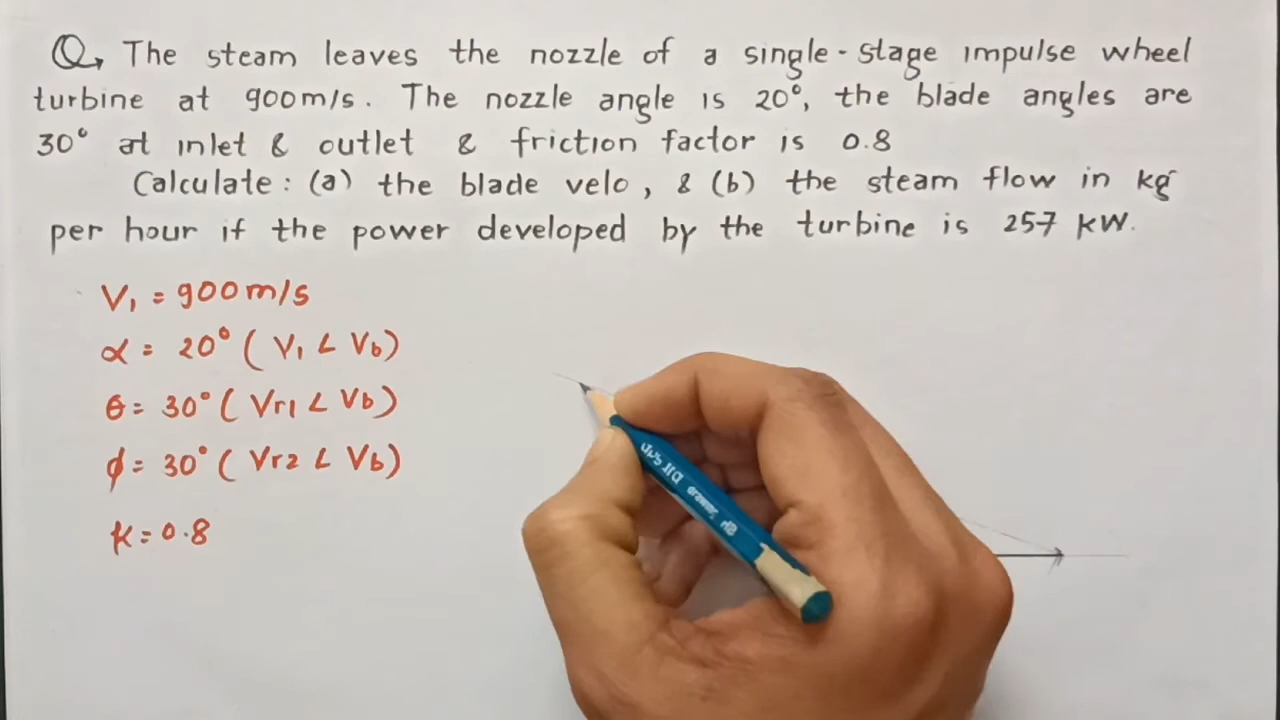 Q, The steam leaves the nozzle of a single-stage impulse wheel
turbine at 900m/s. The nozzle angle is 20°, the blade angles are
30° at inlet & outlet & friction factor is 0.8
Calculate: (a) the blade velo, & (b) the steam flow in kg
per hour if the power developed by the turbine is 257 KW.
V₁ = 900m/s
α = 20° ( V₁ ∠ Vb)
θ = 30° ( Vr1 ∠ Vb)
ϕ = 30° ( Vr2 ∠ Vb)
K = 0.8